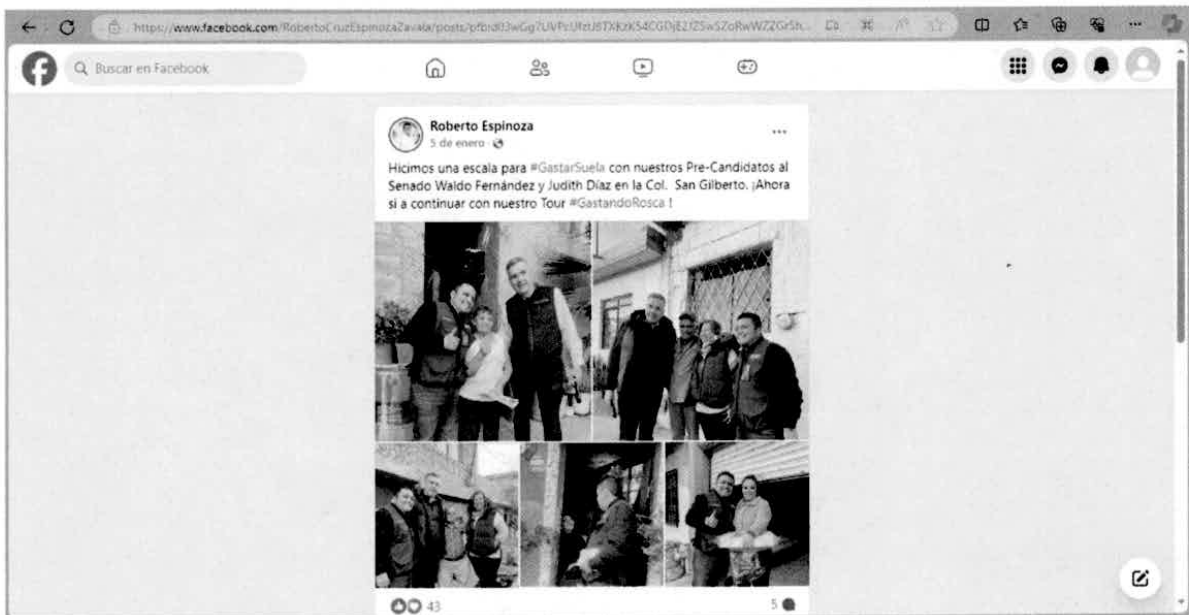 https://www.facebook.com/RobertoCruzEspinozaZavala/posts/
Buscar en Facebook
Roberto Espinoza
5 de enero
Hicimos una escala para #GastarSuela con nuestros Pre-Candidatos al
Senado Waldo Fernández y Judith Díaz en la Col. San Gilberto. ¡Ahora
si a continuar con nuestro Tour #GastandoRosca !
43
5